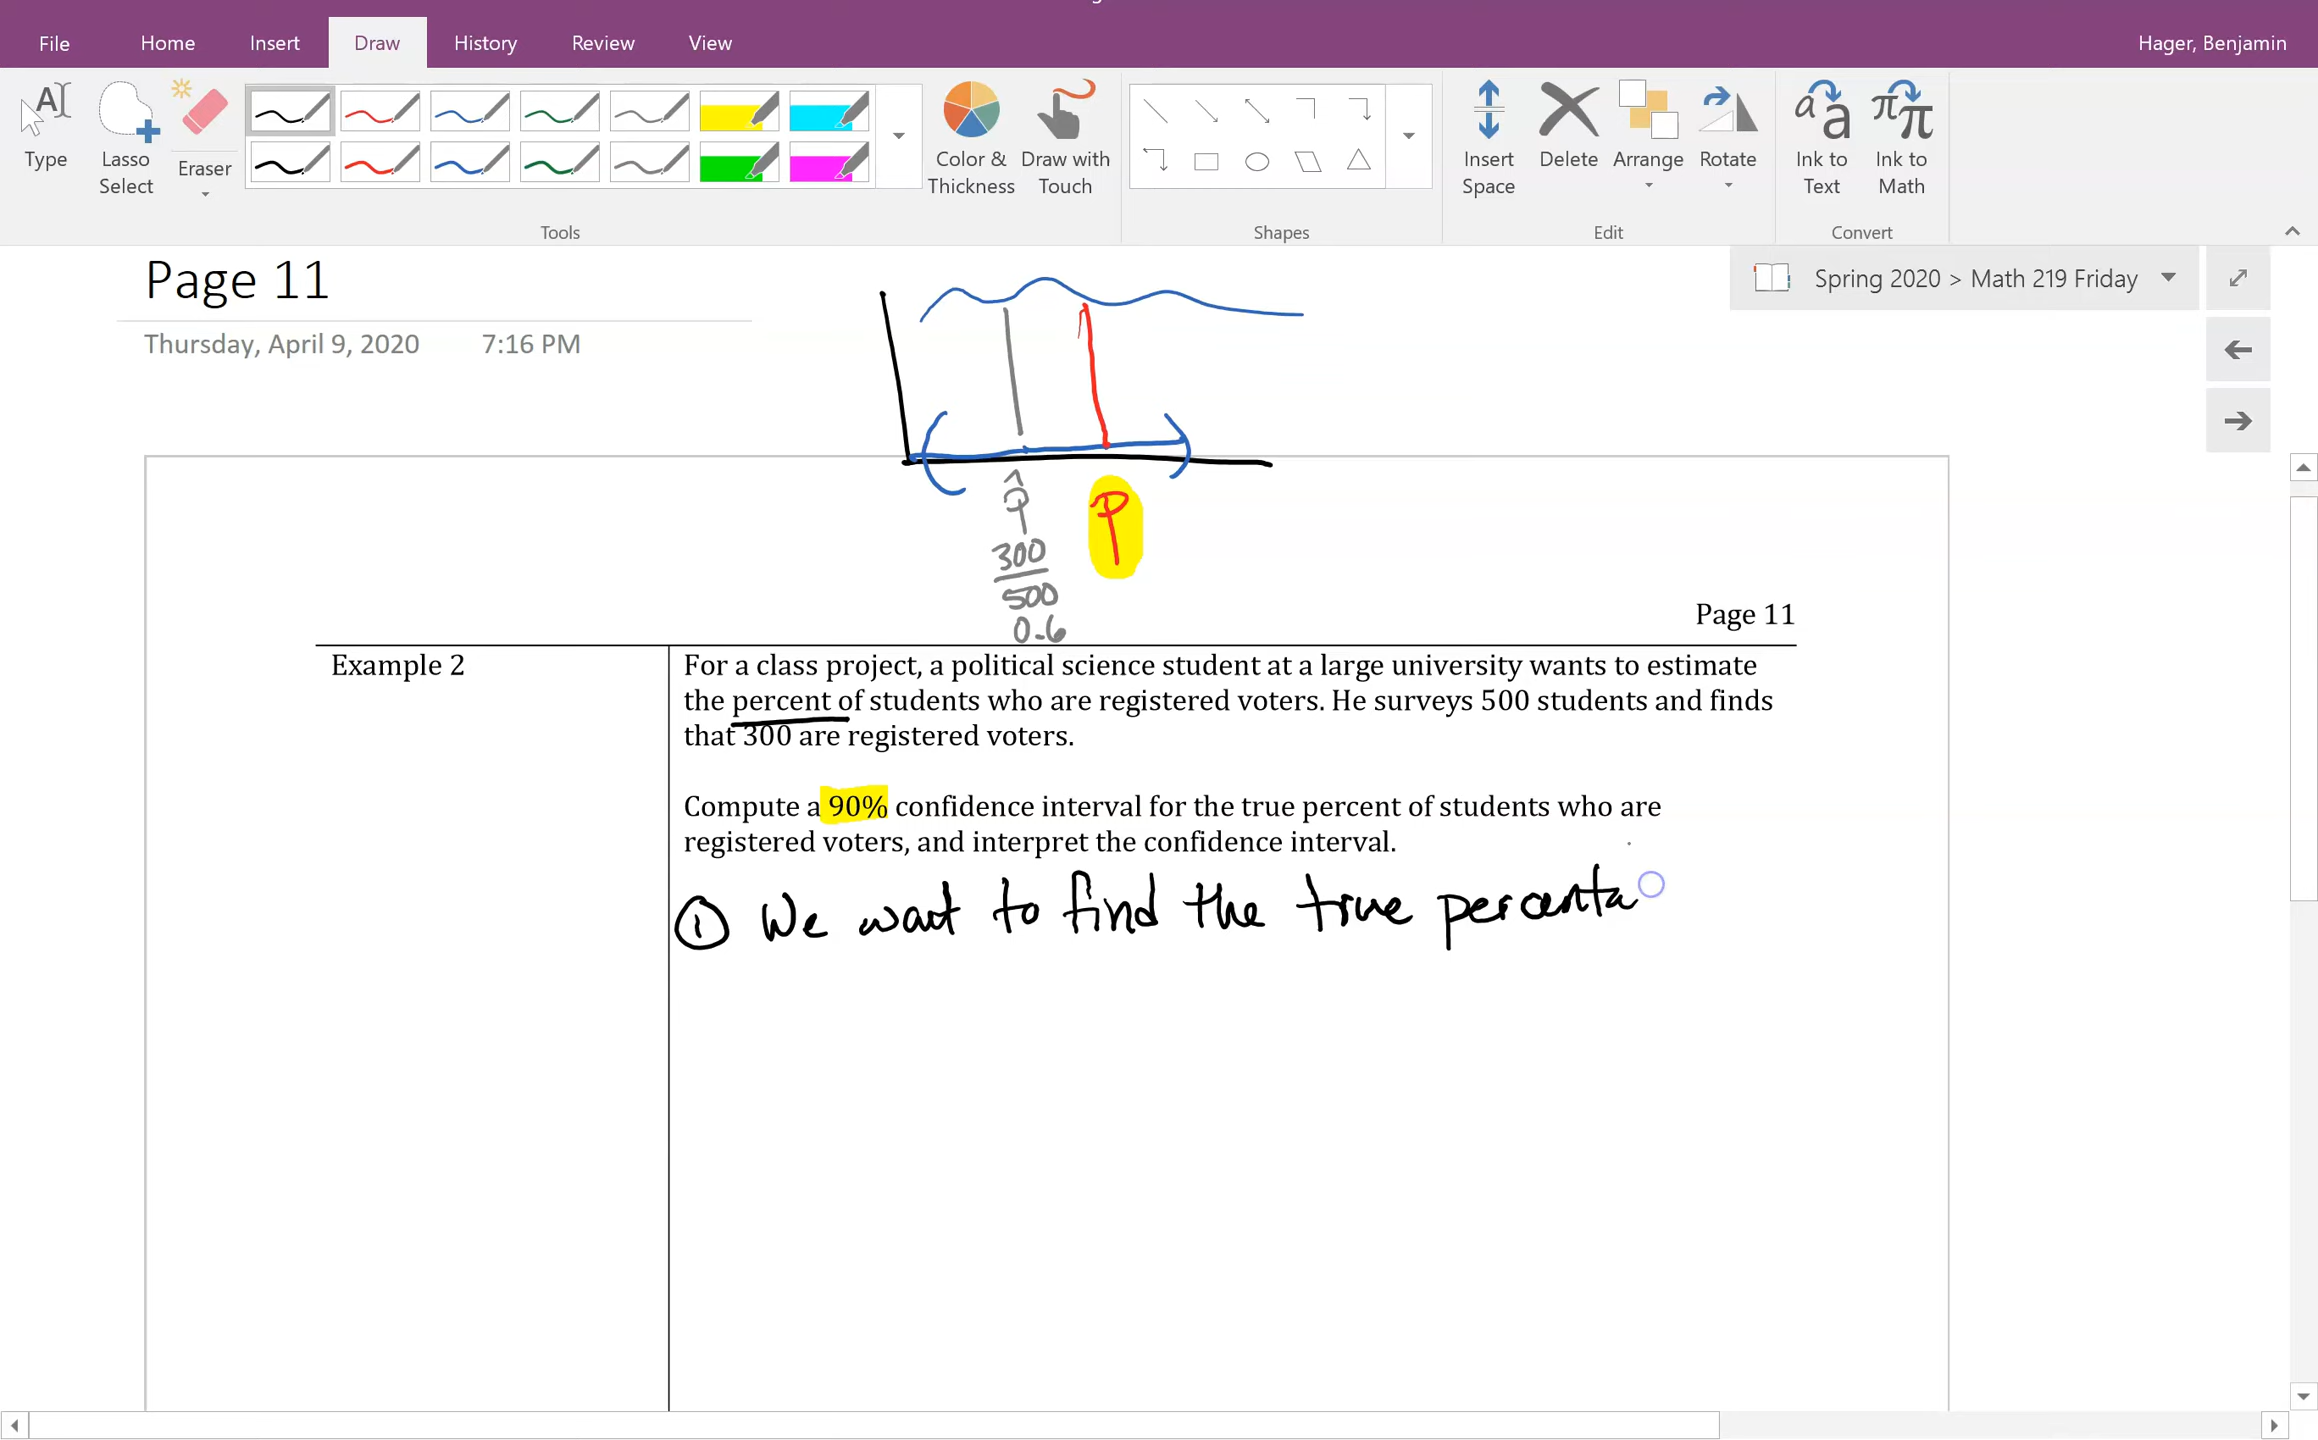 File Home Insert Draw History Review View Hager, Benjamin
Type
Lasso Select
Eraser
Color & Thickness
Draw with Touch
Insert Space
Delete
Arrange
Rotate
Ink to Text
Ink to Math
Tools Shapes Edit Convert
Page 11
Spring 2020 > Math 219 Friday
Thursday, April 9, 2020 7:16 PM
p̂ P
300
500
0.6
Page 11
Example 2
For a class project, a political science student at a large university wants to estimate
the percent of students who are registered voters. He surveys 500 students and finds
that 300 are registered voters.
Compute a 90% confidence interval for the true percent of students who are
registered voters, and interpret the confidence interval.
① We want to find the true percenta